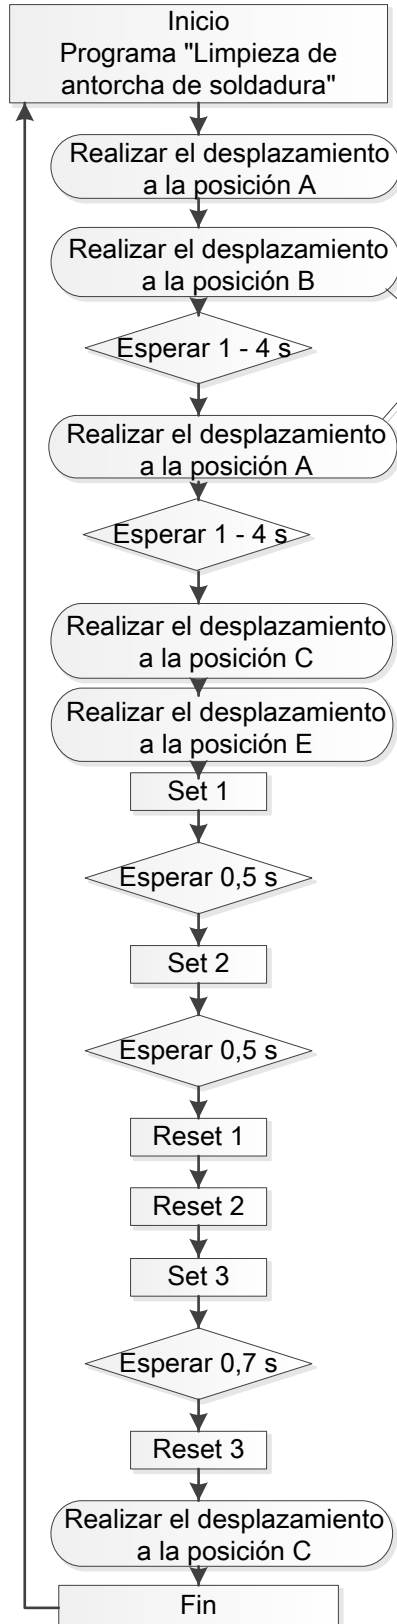 Inicio
Programa "Limpieza de
antorcha de soldadura"
Realizar el desplazamiento
a la posición A
Realizar el desplazamiento
a la posición B
Esperar 1 - 4 s
Realizar el desplazamiento
a la posición A
Esperar 1 - 4 s
Realizar el desplazamiento
a la posición C
Realizar el desplazamiento
a la posición E
Set 1
Esperar 0,5 s
Set 2
Esperar 0,5 s
Reset 1
Reset 2
Set 3
Esperar 0,7 s
Reset 3
Realizar el desplazamiento
a la posición C
Fin